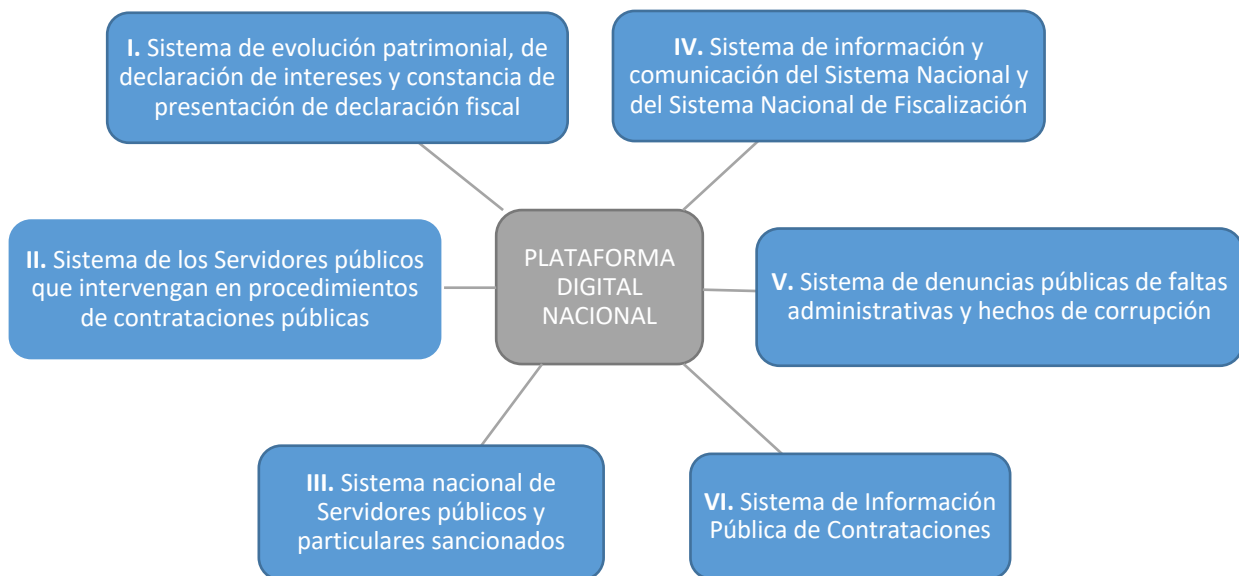 I. Sistema de evolución patrimonial, de
declaración de intereses y constancia de
presentación de declaración fiscal
IV. Sistema de información y
comunicación del Sistema Nacional y
del Sistema Nacional de Fiscalización
II. Sistema de los Servidores públicos
que intervengan en procedimientos
de contrataciones públicas
PLATAFORMA
DIGITAL
NACIONAL
V. Sistema de denuncias públicas de faltas
administrativas y hechos de corrupción
III. Sistema nacional de
Servidores públicos y
particulares sancionados
VI. Sistema de Información
Pública de Contrataciones